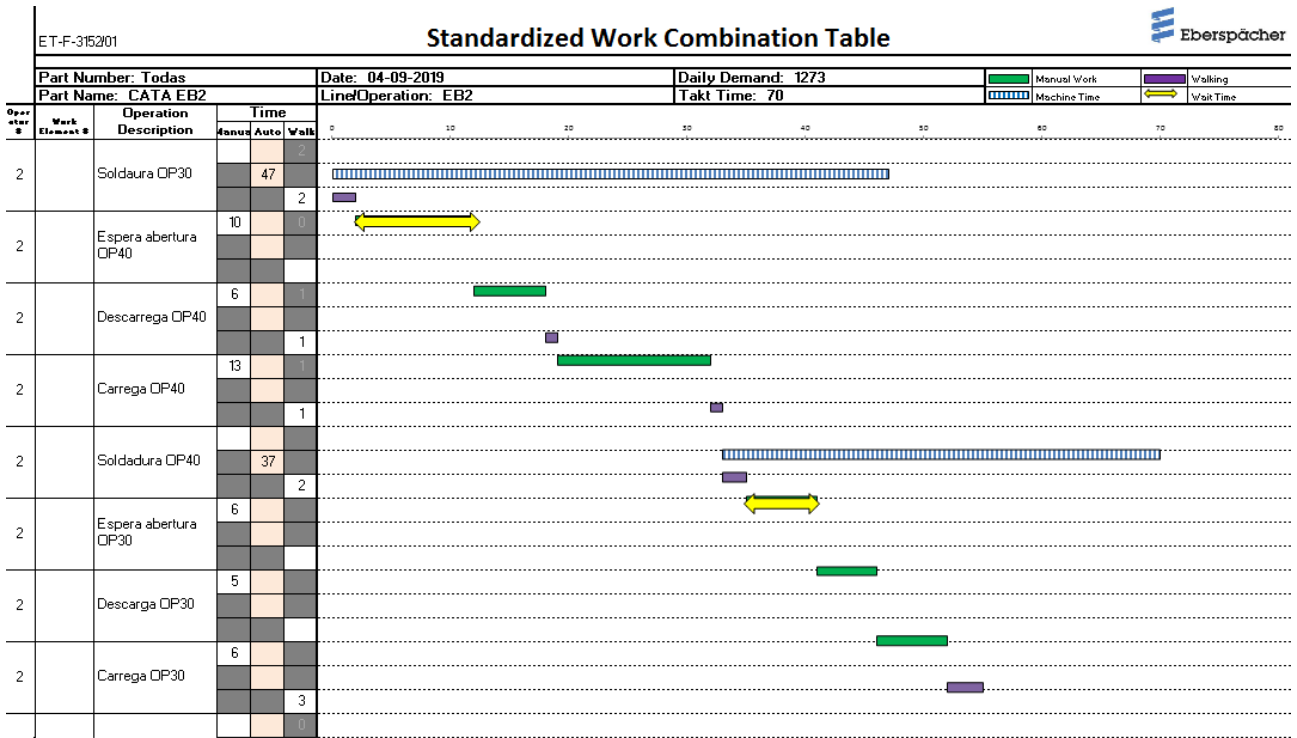 ET-F-3152/01
Standardized Work Combination Table
Eberspächer
Part Number: Todas
Date: 04-09-2019
Daily Demand: 1273
Manual Work
Walking
Part Name: CATA EB2
Line/Operation: EB2
Takt Time: 70
Machine Time
Wait Time
Work Element #
Operation Description
Time
Manua Auto Walk
0 10 20 30 40 50 60 70 80
2
2 Soldaura OP30 47
2
10 0
2 Espera abertura OP40
6 1
2 Descarrega OP40
1
13 1
2 Carrega OP40
1
2 Soldadura OP40 37
2
6
2 Espera abertura OP30
5
2 Descarga OP30
6
2 Carrega OP30
3
0